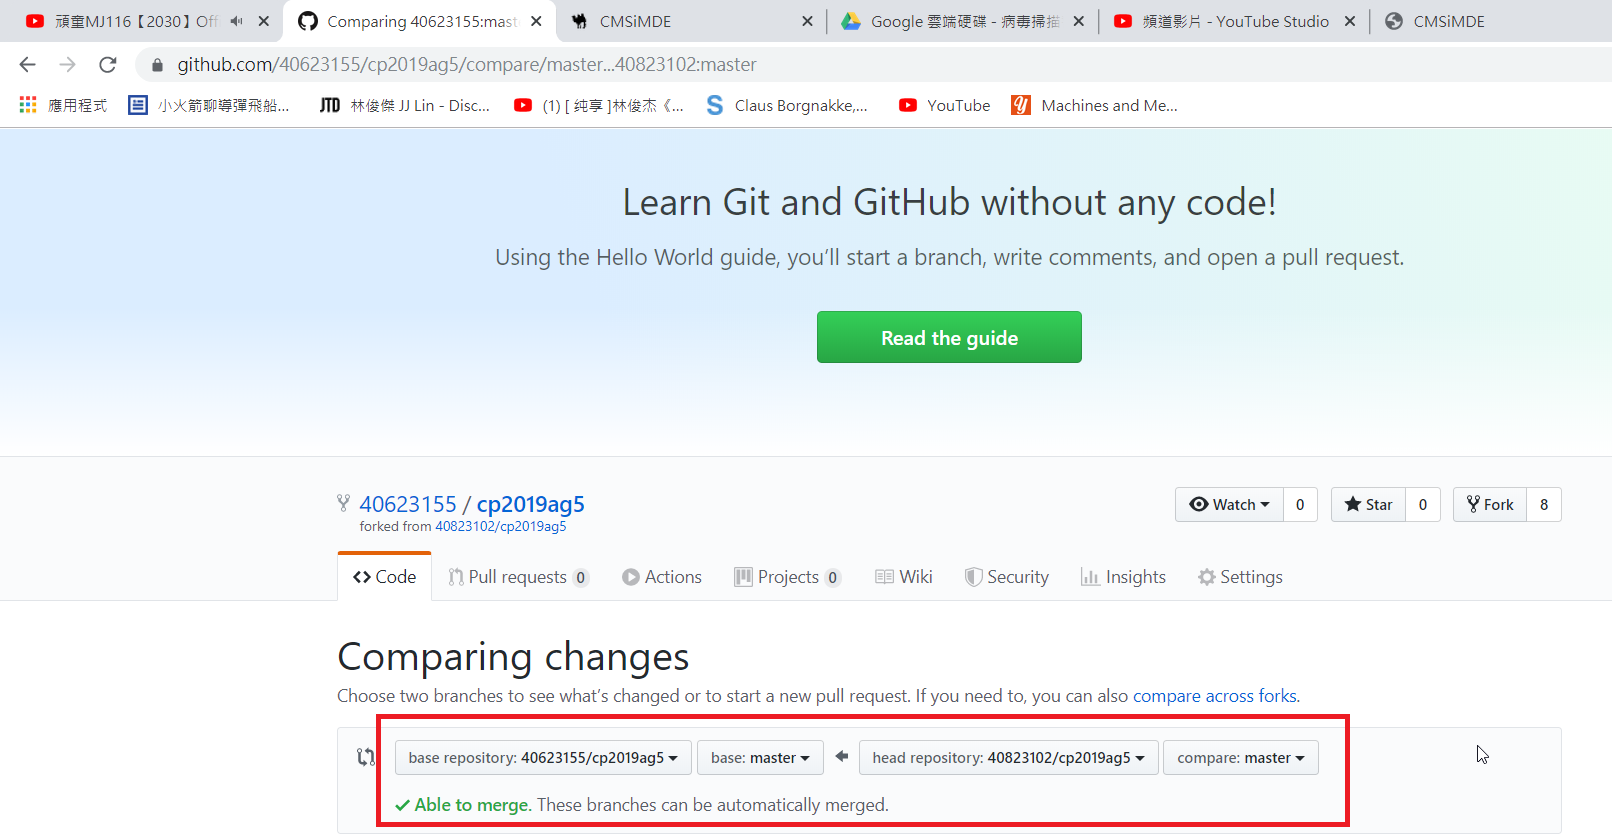 頑童MJ116【2030】Off
Comparing 40623155:mast
CMSiMDE
Google 雲端硬碟 - 病毒掃描
頻道影片 - YouTube Studio
CMSiMDE
github.com/40623155/cp2019ag5/compare/master...40823102:master
應用程式
小火箭聊導彈飛船...
JTD 林俊傑 JJ Lin - Disc...
(1) [ 纯享 ]林俊杰《...
S Claus Borgnakke,...
YouTube
y Machines and Me...
Learn Git and GitHub without any code!
Using the Hello World guide, you’ll start a branch, write comments, and open a pull request.
Read the guide
40623155 / cp2019ag5
Watch 0
Star 0
Fork 8
forked from 40823102/cp2019ag5
Code
Pull requests 0
Actions
Projects 0
Wiki
Security
Insights
Settings
Comparing changes
Choose two branches to see what’s changed or to start a new pull request. If you need to, you can also compare across forks.
base repository: 40623155/cp2019ag5
base: master
head repository: 40823102/cp2019ag5
compare: master
Able to merge. These branches can be automatically merged.